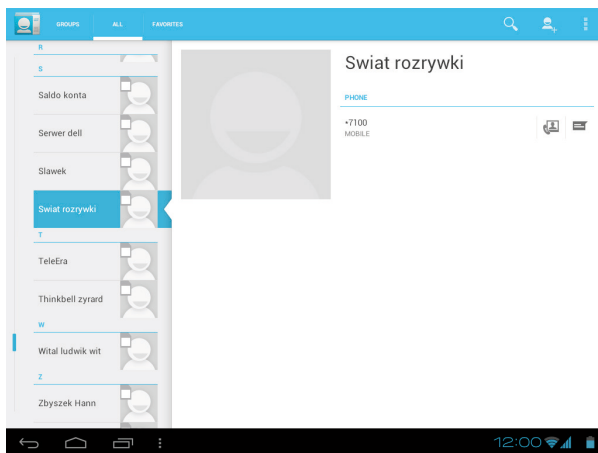 GROUPS
ALL
FAVORITES
R
S
Saldo konta
Serwer dell
Slawek
Swiat rozrywki
T
TeleEra
Thinkbell zyrard
W
Wital ludwik wit
Z
Zbyszek Hann
Swiat rozrywki
PHONE
*7100
MOBILE
12:00